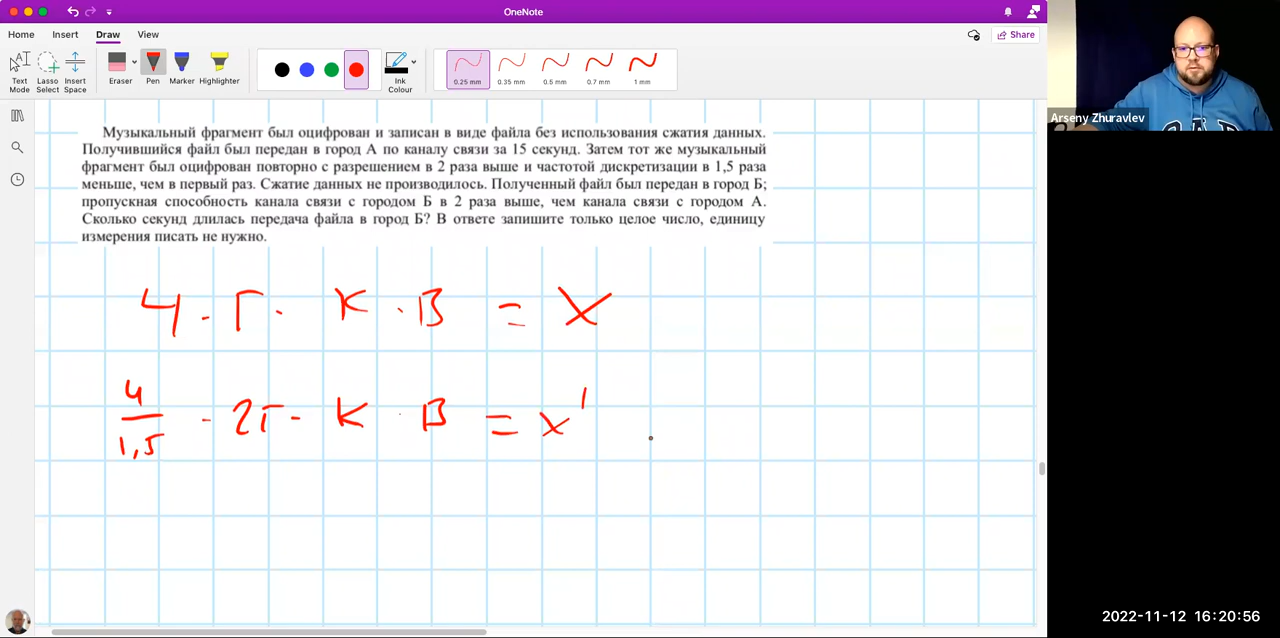 OneNote
Home Insert Draw View
Share
Text Mode
Lasso Select
Insert Space
Eraser
Pen
Marker
Highlighter
Ink Colour
0.25 mm
0.35 mm
0.5 mm
0.7 mm
1 mm
Arseny Zhuravlev
Музыкальный фрагмент был оцифрован и записан в виде файла без использования сжатия данных.
Получившийся файл был передан в город А по каналу связи за 15 секунд. Затем тот же музыкальный
фрагмент был оцифрован повторно с разрешением в 2 раза выше и частотой дискретизации в 1,5 раза
меньше, чем в первый раз. Сжатие данных не производилось. Полученный файл был передан в город Б;
пропускная способность канала связи с городом Б в 2 раза выше, чем канала связи с городом А.
Сколько секунд длилась передача файла в город Б? В ответе запишите только целое число, единицу
измерения писать не нужно.
Ч · Г · К · В = X
Ч
1,5
· 2Г · К · В = X'
2022-11-12 16:20:56